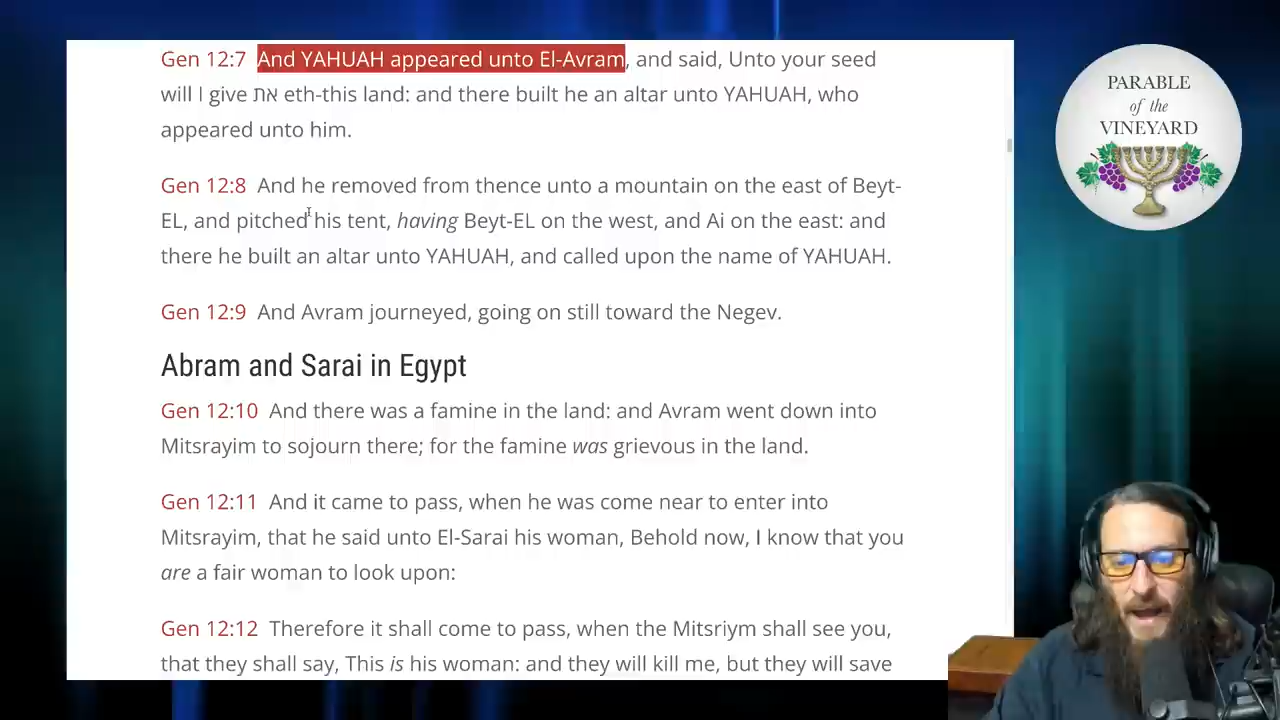 Gen 12:7 And YAHUAH appeared unto El-Avram, and said, Unto your seed
will I give את eth-this land: and there built he an altar unto YAHUAH, who
appeared unto him.
Gen 12:8 And he removed from thence unto a mountain on the east of Beyt-
EL, and pitched his tent, having Beyt-EL on the west, and Ai on the east: and
there he built an altar unto YAHUAH, and called upon the name of YAHUAH.
Gen 12:9 And Avram journeyed, going on still toward the Negev.
Abram and Sarai in Egypt
Gen 12:10 And there was a famine in the land: and Avram went down into
Mitsrayim to sojourn there; for the famine was grievous in the land.
Gen 12:11 And it came to pass, when he was come near to enter into
Mitsrayim, that he said unto El-Sarai his woman, Behold now, I know that you
are a fair woman to look upon:
Gen 12:12 Therefore it shall come to pass, when the Mitsriym shall see you,
that they shall say, This is his woman: and they will kill me, but they will save
PARABLE
of the
VINEYARD